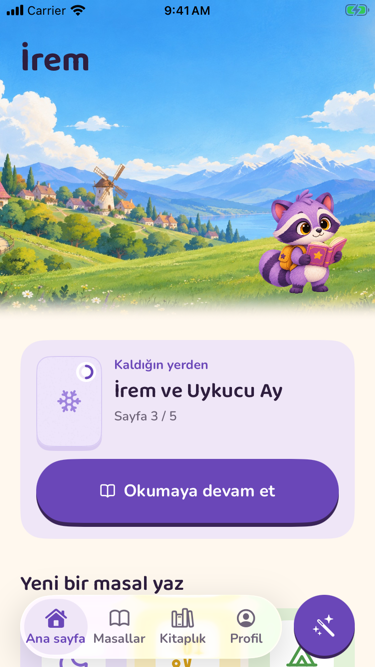 Carrier 9:41 AM
İrem
Kaldığın yerden
İrem ve Uykucu Ay
Sayfa 3 / 5
Okumaya devam et
Yeni bir masal yaz
Ana sayfa Masallar Kitaplık Profil